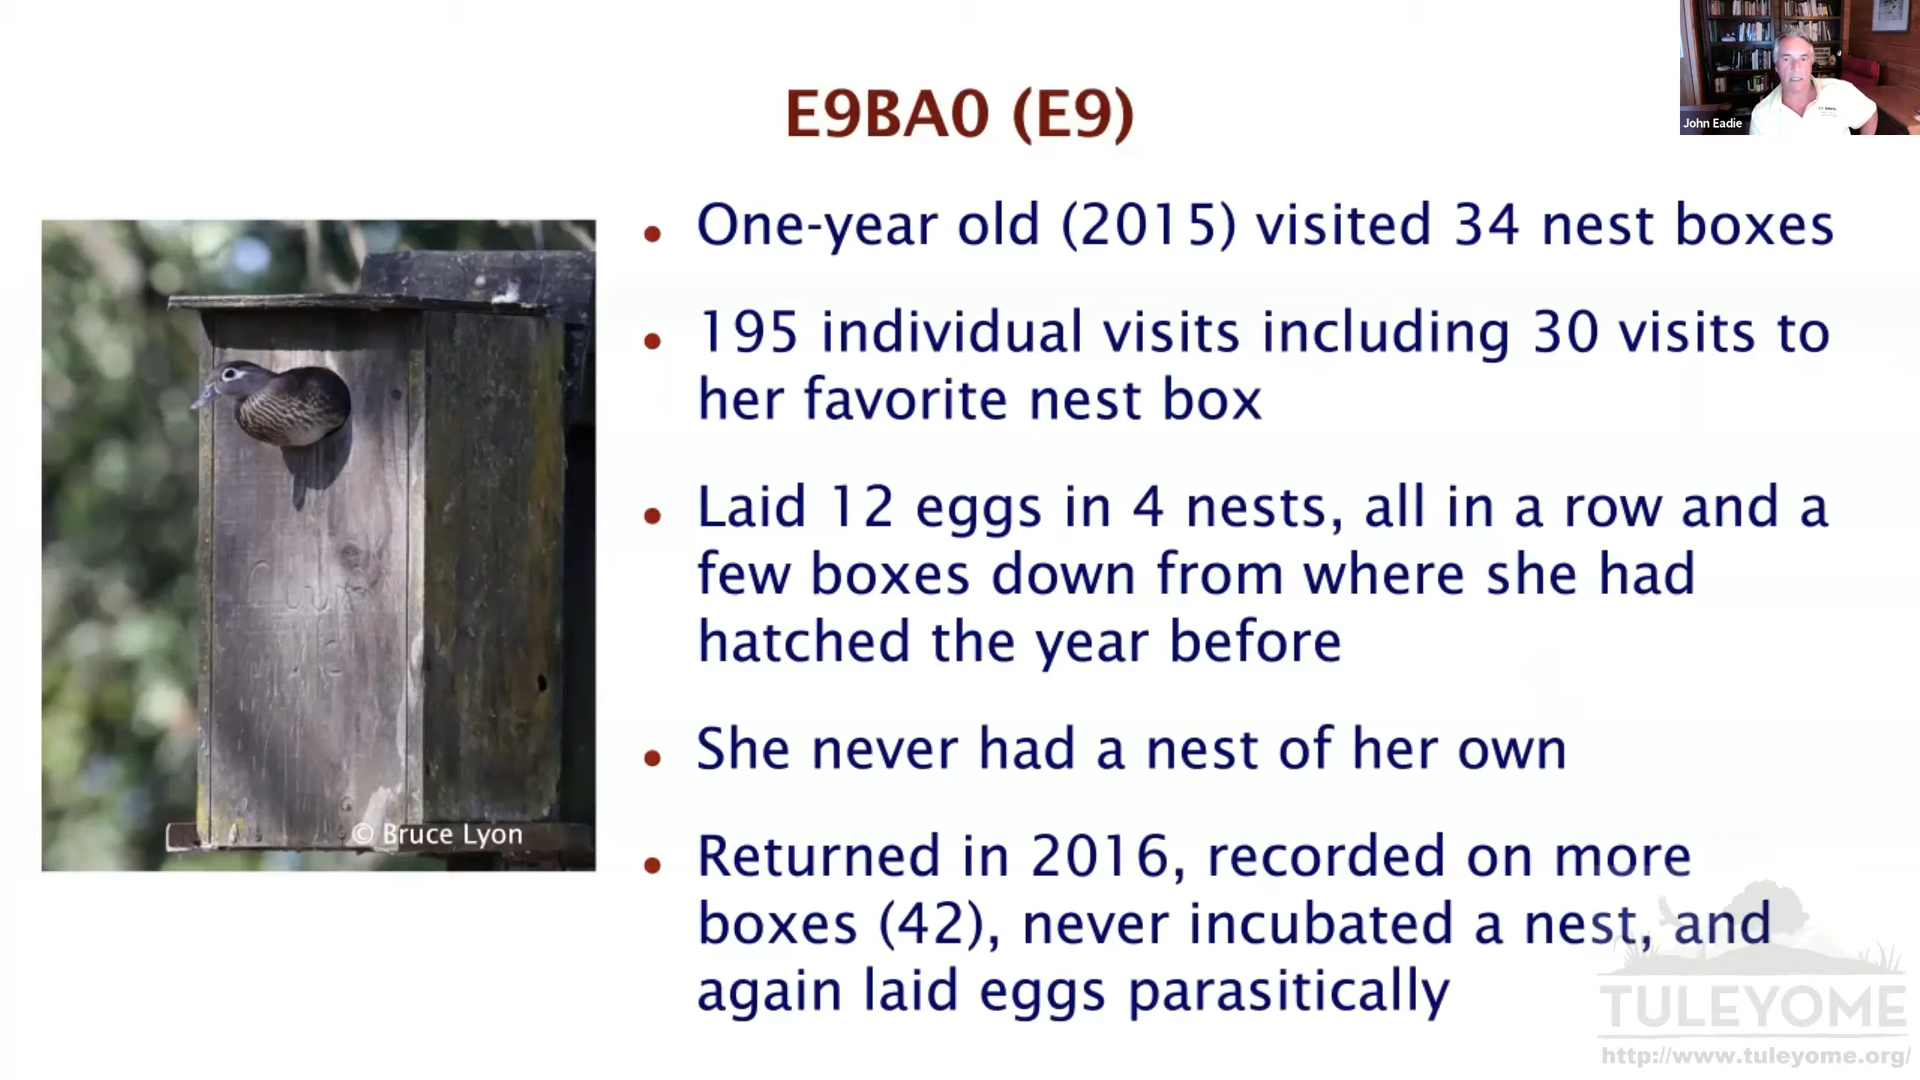 E9BA0 (E9)
John Eadie
• One-year old (2015) visited 34 nest boxes
• 195 individual visits including 30 visits to
her favorite nest box
• Laid 12 eggs in 4 nests, all in a row and a
few boxes down from where she had
hatched the year before
• She never had a nest of her own
• Returned in 2016, recorded on more
boxes (42), never incubated a nest, and
again laid eggs parasitically
© Bruce Lyon
TULEYOME
http://www.tuleyome.org/